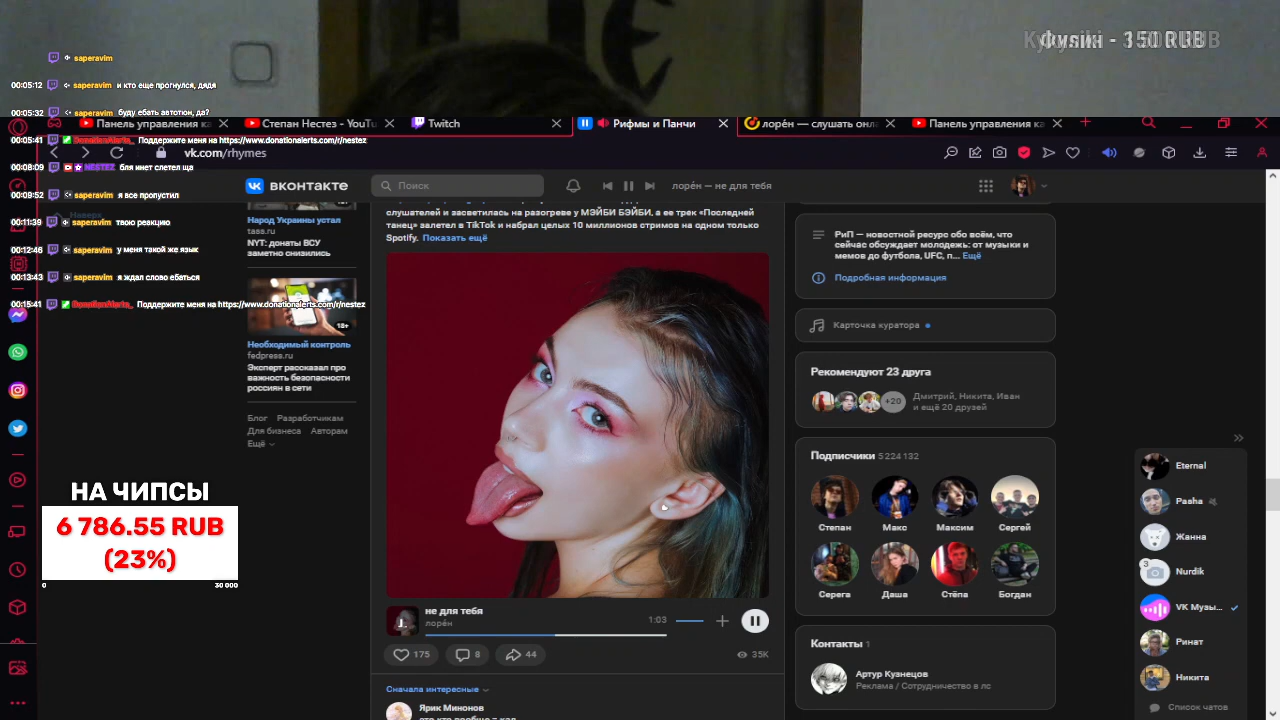 Фузіп - 350 RUB
saperavim
00:05:12 saperavim и кто еще прогнулся, дядя
00:05:32 saperavim буду ебать автотюн, да?
Панель управления ка
Степан Нестез - YouTu
Twitch
Рифмы и Панчи
лорéн — слушать онла
Панель управления ка
00:05:41 DonationAlerts_ Поддержите меня на https://www.donationalerts.com/r/nestez
vk.com/rhymes
00:08:09 NESTEZ бля инет слетел ща
00:09:52 saperavim я все пропустил
00:11:39 saperavim твою реакцию
00:12:46 saperavim у меня такой же язык
00:13:43 saperavim я ждал слово ебаться
00:15:41 DonationAlerts_ Поддержите меня на https://www.donationalerts.com/r/nestez
ВКОНТАКТЕ
Поиск
лорéн — не для тебя
Народ Украины устал
tass.ru
NYT: донаты ВСУ
заметно снизились
18+
Необходимый контроль
fedpress.ru
Эксперт рассказал про
важность безопасности
россиян в сети
Блог Разработчикам
Для бизнеса Авторам
Ещё
НА ЧИПСЫ
6 786.55 RUB
(23%)
0 30 000
слушателей и засветилась на разогреве у МЭЙБИ БЭЙБИ, а ее трек «Последней
танец» залетел в TikTok и набрал целых 10 миллионов стримов на одном только
Spotify. Показать ещё
не для тебя
лорéн
1:03
175 8 44 35K
Сначала интересные
Ярик Минонов
РиП — новостной ресурс обо всём, что
сейчас обсуждает молодежь: от музыки и
мемов до футбола, UFC, п... Ещё
Подробная информация
Карточка куратора
Рекомендуют 23 друга
+20
Дмитрий, Никита, Иван
и ещё 20 друзей
Подписчики 5 224 132
Степан Макс Максим Сергей
Серега Даша Стёпа Богдан
Контакты 1
Артур Кузнецов
Реклама / Сотрудничество в лс
Eternal
Pasha
Жанна
3
Nurdik
VK Музы...
Ринат
Никита
Список чатов